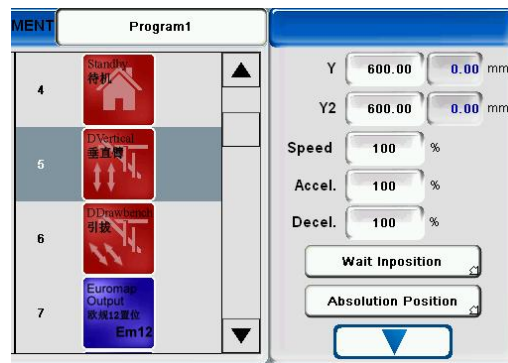 MENT
Program1
4
Standby
待机
5
DVertical
垂直臂
6
DDrawbench
引拔
7
Euromap
Output
欧规12置位
Em12
Y 600.00 0.00 mm
Y2 600.00 0.00 mm
Speed 100 %
Accel. 100 %
Decel. 100 %
Wait Inposition
Absolution Position